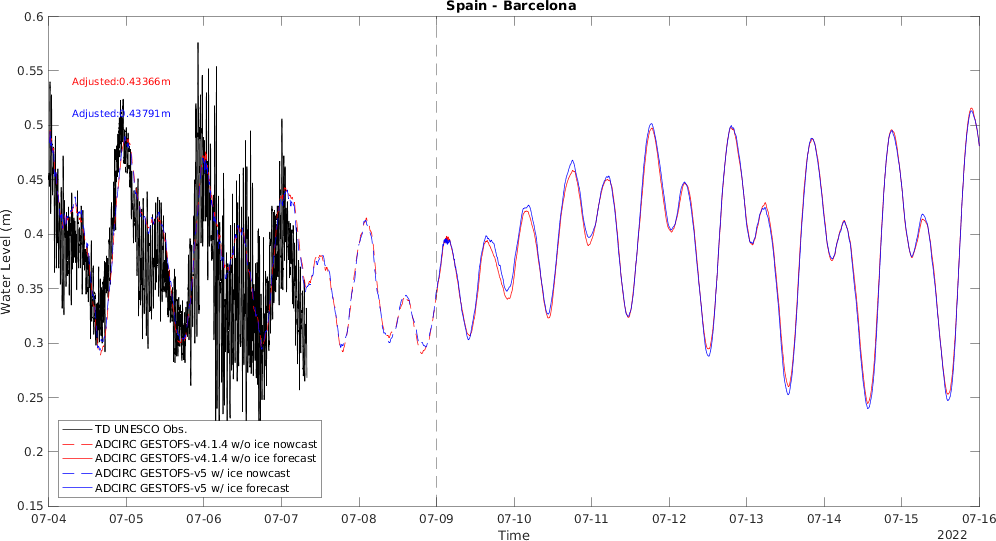 Spain - Barcelona
0.6
0.55
0.5
0.45
0.4
0.35
0.3
0.25
0.2
0.15
Water Level (m)
Adjusted:0.43366m
Adjusted:0.43791m
TD UNESCO Obs.
ADCIRC GESTOFS-v4.1.4 w/o ice nowcast
ADCIRC GESTOFS-v4.1.4 w/o ice forecast
ADCIRC GESTOFS-v5 w/ ice nowcast
ADCIRC GESTOFS-v5 w/ ice forecast
07-04 07-05 07-06 07-07 07-08 07-09 07-10 07-11 07-12 07-13 07-14 07-15 07-16
Time
2022